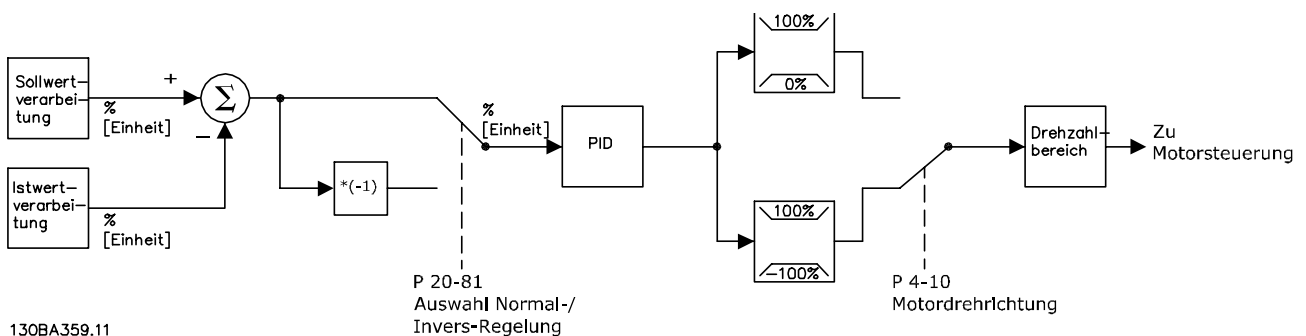 Sollwert-
verarbei-
tung
+
%
[Einheit]
Σ
–
Istwert-
verarbei-
tung
%
[Einheit]
*(-1)
P 20-81
Auswahl Normal-/
Invers-Regelung
%
[Einheit]
PID
100%
0%
100%
-100%
P 4-10
Motordrehrichtung
Drehzahl-
bereich
Zu
Motorsteuerung
130BA359.11